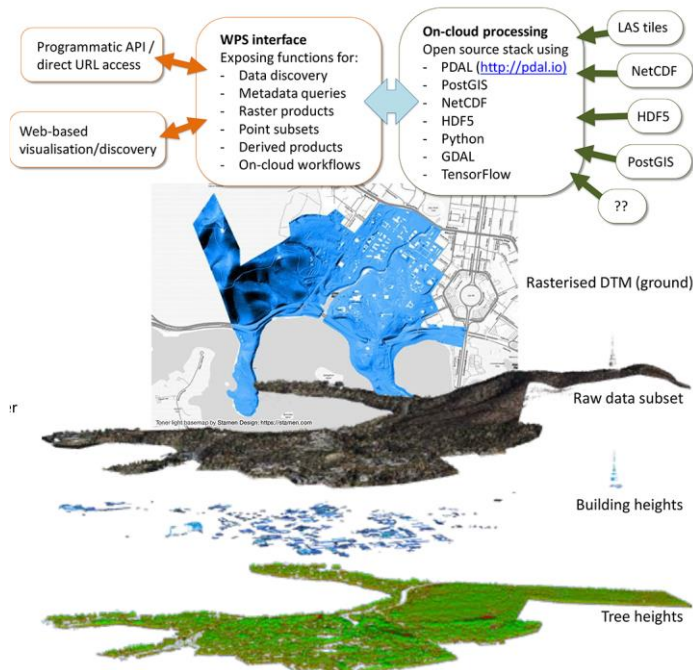 Programmatic API /
direct URL access
Web-based
visualisation/discovery
WPS interface
Exposing functions for:
- Data discovery
- Metadata queries
- Raster products
- Point subsets
- Derived products
- On-cloud workflows
On-cloud processing
Open source stack using
- PDAL (http://pdal.io)
- PostGIS
- NetCDF
- HDF5
- Python
- GDAL
- TensorFlow
LAS tiles
NetCDF
HDF5
PostGIS
??
Rasterised DTM (ground)
Raw data subset
Toner light basemap by Stamen Design: https://stamen.com
Building heights
Tree heights